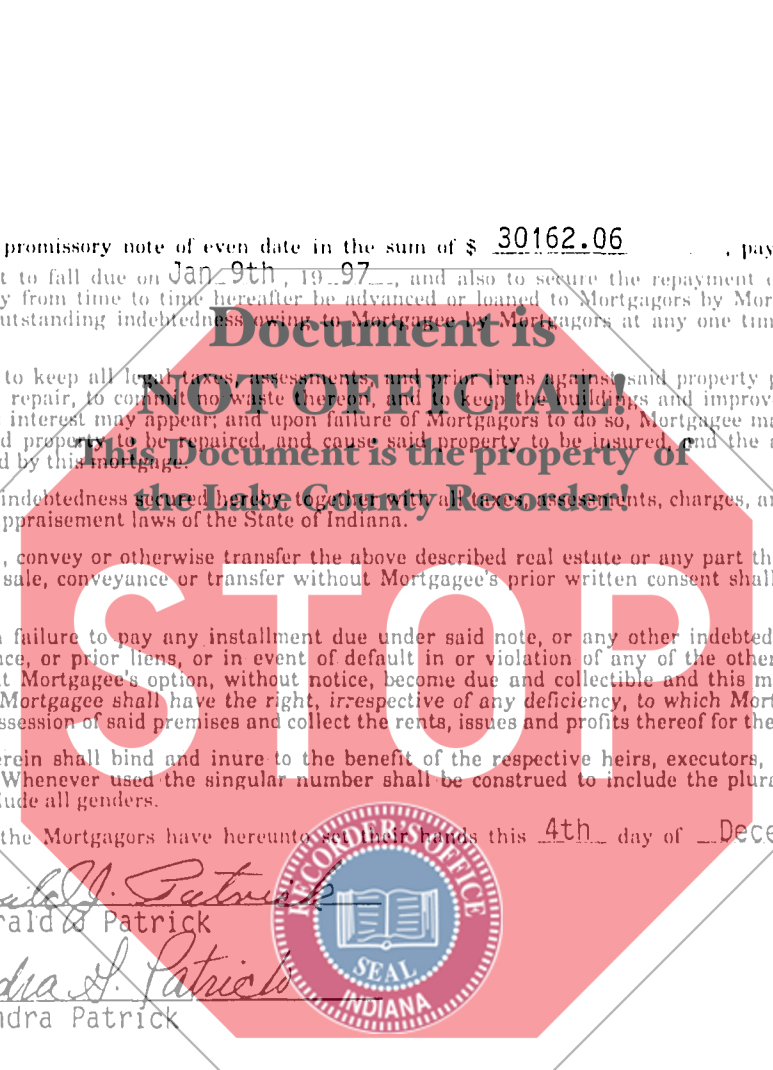 promissory note of even date in the sum of $ 30162.06 , pay
t to fall due on Jan 9th , 19 97 , and also to secure the repayment
y from time to time hereafter be advanced or loaned to Mortgagors by Mor
utstanding indebtedness owing to Mortgagee by Mortgagors at any one tim
Document is
to keep all legal taxes, assessments, and prior liens against said property p
NOT OFFICIAL!
repair, to commit no waste thereon, and to keep the buildings and improv
interest may appear; and upon failure of Mortgagors to do so, Mortgagee ma
d property to be repaired, and cause said property to be insured, and the
This Document is the property of
d by this mortgage.
indebtedness secured hereby together with all taxes, assessments, charges, a
the Lake County Recorder!
ppraisement laws of the State of Indiana.
, convey or otherwise transfer the above described real estate or any part th
sale, conveyance or transfer without Mortgagee's prior written consent shal
STOP
failure to pay any installment due under said note, or any other indebted
ce, or prior liens, or in event of default in or violation of any of the other
t Mortgagee's option, without notice, become due and collectible and this m
Mortgagee shall have the right, irrespective of any deficiency, to which Mort
ssession of said premises and collect the rents, issues and profits thereof for the
rein shall bind and inure to the benefit of the respective heirs, executors,
Whenever used the singular number shall be construed to include the plura
lude all genders.
the Mortgagors have hereunto set their hands this 4th day of Dece
RECORDER'S OFFICE
Patrick
rald Patrick
SEAL
dra G. Patrick
INDIANA
ndra Patrick